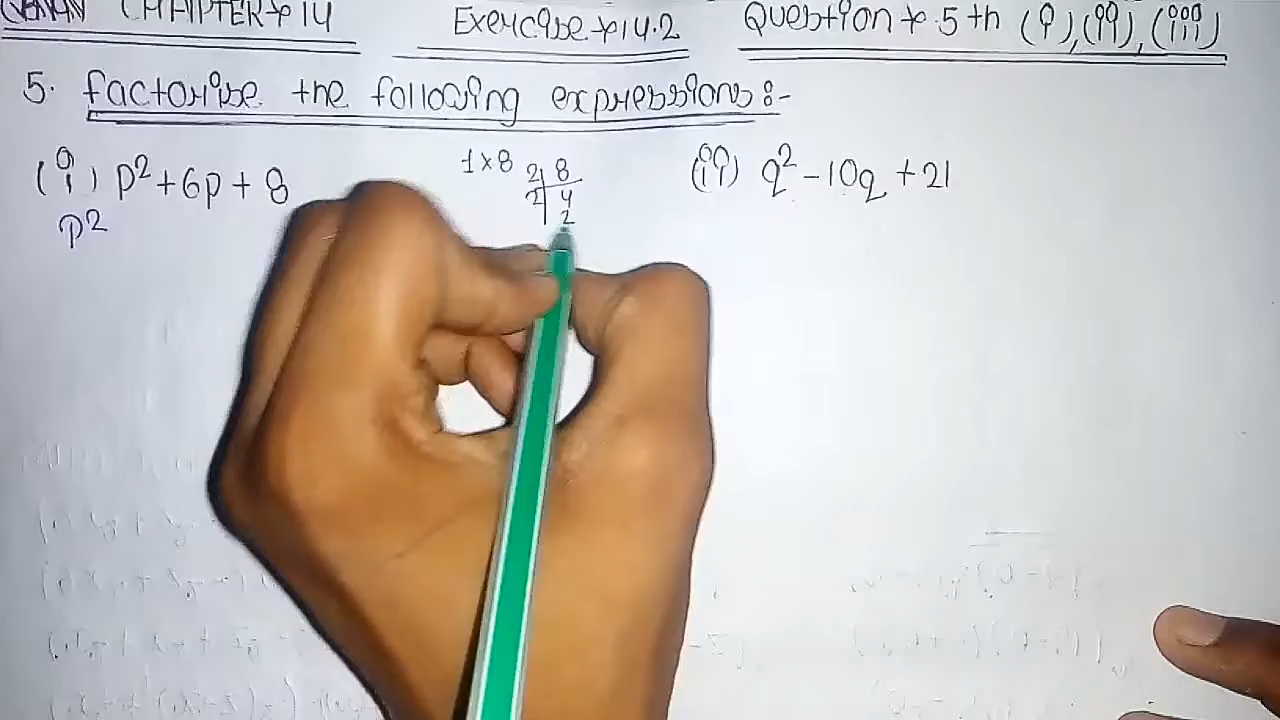 CHAPTER→14 Exercise→14.2 Question→5th (i), (ii), (iii)
5. factorise the following expressions:-
(i) p²+6p+8
1×8
2 8
2 4
2
(ii) q²-10q+21
p²